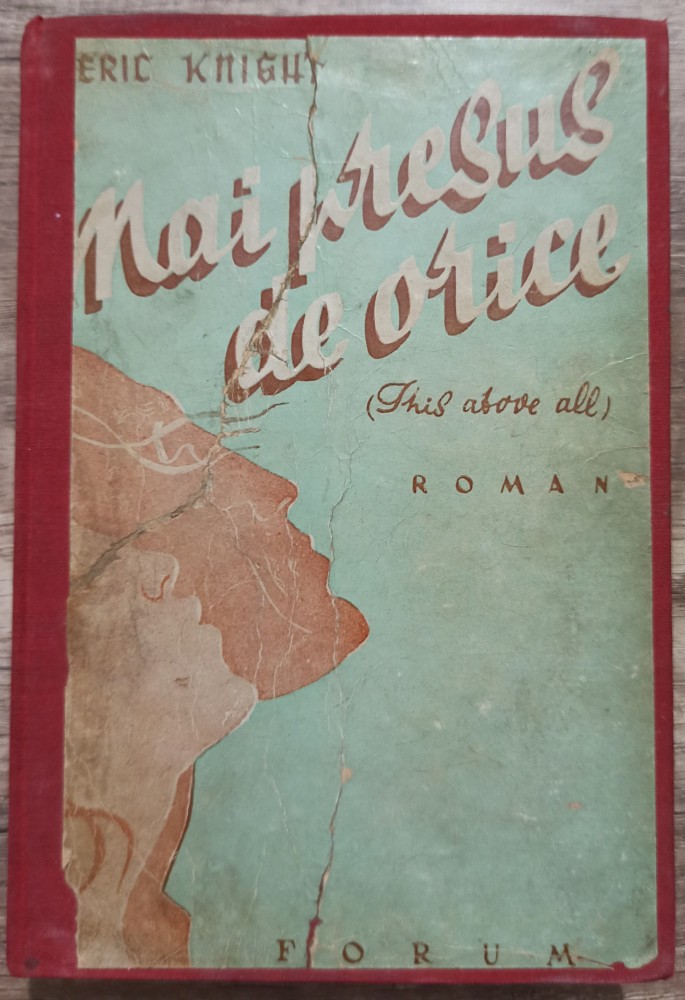 ERIC KNIGHT
Mai presus
de orice
(This above all)
ROMAN
FORUM